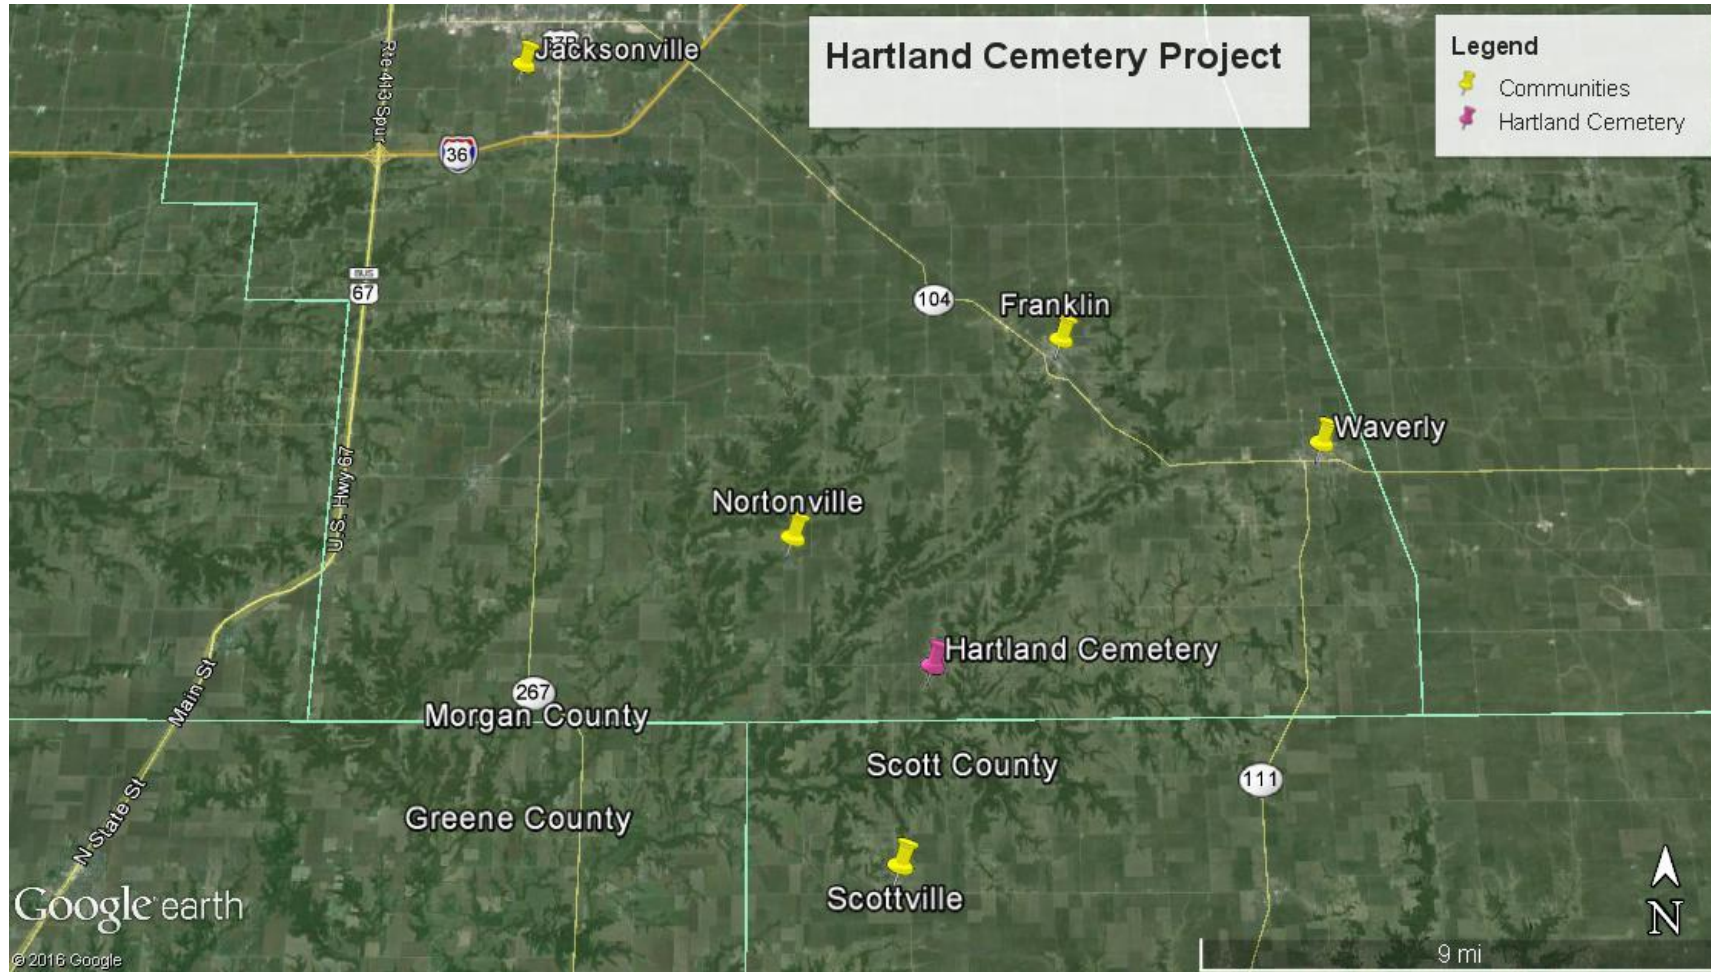 Hartland Cemetery Project
Legend
Communities
Hartland Cemetery
Jacksonville
Rte 413 Spur
36
BUS
67
104
Franklin
Waverly
U.S. Hwy 67
Nortonville
Hartland Cemetery
Main St
267
Morgan County
Scott County
111
Greene County
N State St
Scottville
Google earth
N
9 mi
© 2016 Google